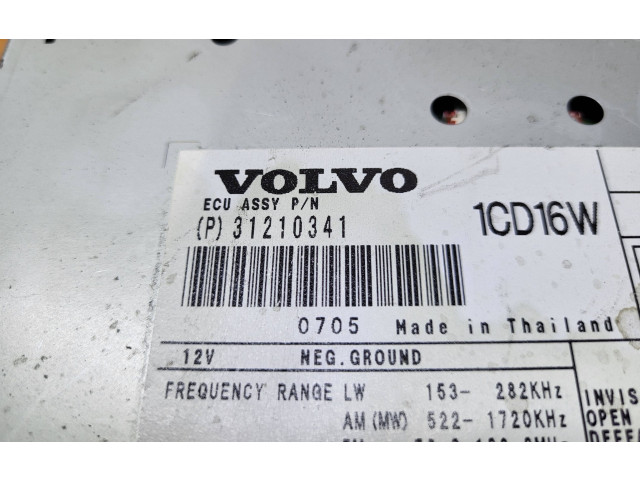 VOLVO
ECU ASSY P/N
(P) 31210341
1CD16W
0705 Made in Thailand
12V NEG.GROUND
FREQUENCY RANGE LW 153- 282KHz
AM(MW) 522- 1720KHz
INVIS
OPEN